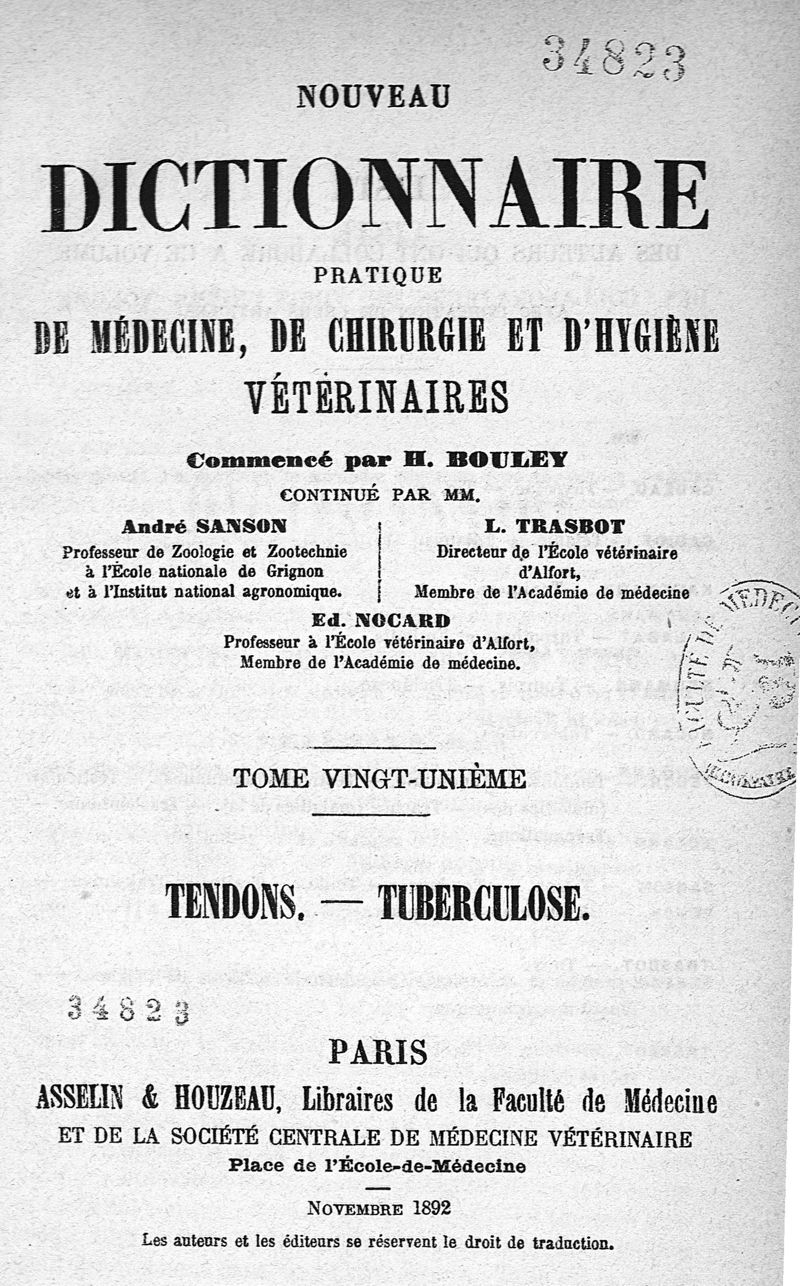 34823
NOUVEAU
DICTIONNAIRE
PRATIQUE
DE MÉDECINE, DE CHIRURGIE ET D'HYGIÈNE
VÉTÉRINAIRES
Commencé par H. BOULEY
CONTINUÉ PAR MM.
André SANSON
Professeur de Zoologie et Zootechnie
à l'École nationale de Grignon
et à l'Institut national agronomique.
L. TRASBOT
Directeur de l'École vétérinaire
d'Alfort,
Membre de l'Académie de médecine
Ed. NOCARD
Professeur à l'École vétérinaire d'Alfort,
Membre de l'Académie de médecine.
FACULTÉ DE MÉDEC
TOME VINGT-UNIÈME
TENDONS. — TUBERCULOSE.
34823
PARIS
ASSELIN & HOUZEAU, Libraires de la Faculté de Médecine
ET DE LA SOCIÉTÉ CENTRALE DE MÉDECINE VÉTÉRINAIRE
Place de l'École-de-Médecine
NOVEMBRE 1892
Les auteurs et les éditeurs se réservent le droit de traduction.